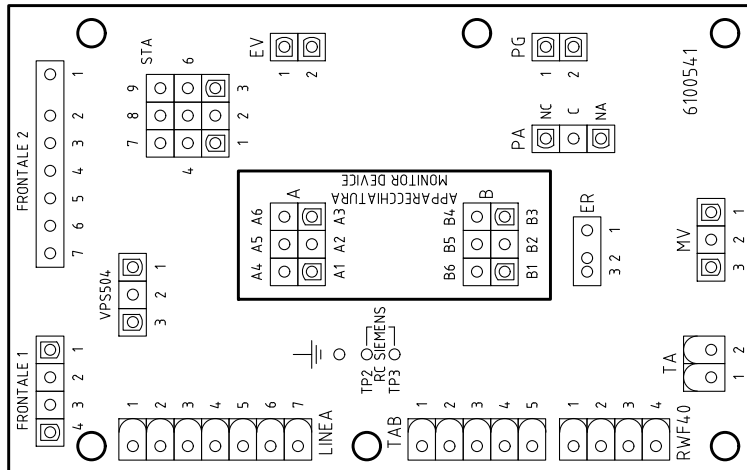 STA
EV
PG
6100541
9 6 3
8 2
7 4 1
1
2
1
2
FRONTALE 2
1
2
3
4
5
6
7
PA
NC
C
NA
APPARECCHIATURA
MONITOR DEVICE
A
A6 A3
A5 A2
A4 A1
B
B4 B3
B5 B2
B6 B1
ER
3 2 1
MV
3 2 1
VPS504
1
2
3
FRONTALE 1
1
2
3
4
TP2
RC SIEMENS
TP3
TA
1 2
LINEA
1
2
3
4
5
6
7
TAB
1
2
3
4
5
RWF40
1
2
3
4